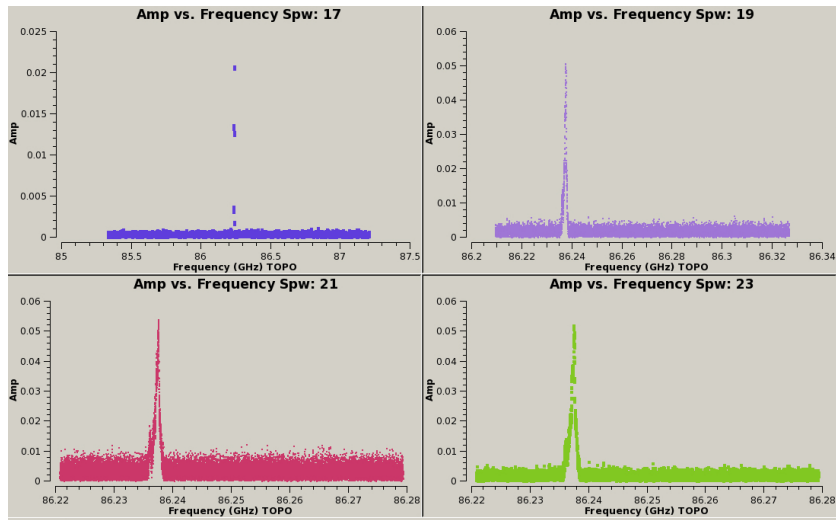 Amp vs. Frequency Spw: 17
0.025
0.02
0.015
0.01
0.005
0
Amp
85 85.5 86 86.5 87 87.5
Frequency (GHz) TOPO
Amp vs. Frequency Spw: 19
0.06
0.05
0.04
0.03
0.02
0.01
0
Amp
86.2 86.22 86.24 86.26 86.28 86.3 86.32 86.34
Frequency (GHz) TOPO
Amp vs. Frequency Spw: 21
0.06
0.05
0.04
0.03
0.02
0.01
0
Amp
86.22 86.23 86.24 86.25 86.26 86.27 86.28
Frequency (GHz) TOPO
Amp vs. Frequency Spw: 23
0.06
0.05
0.04
0.03
0.02
0.01
0
Amp
86.22 86.23 86.24 86.25 86.26 86.27 86.28
Frequency (GHz) TOPO